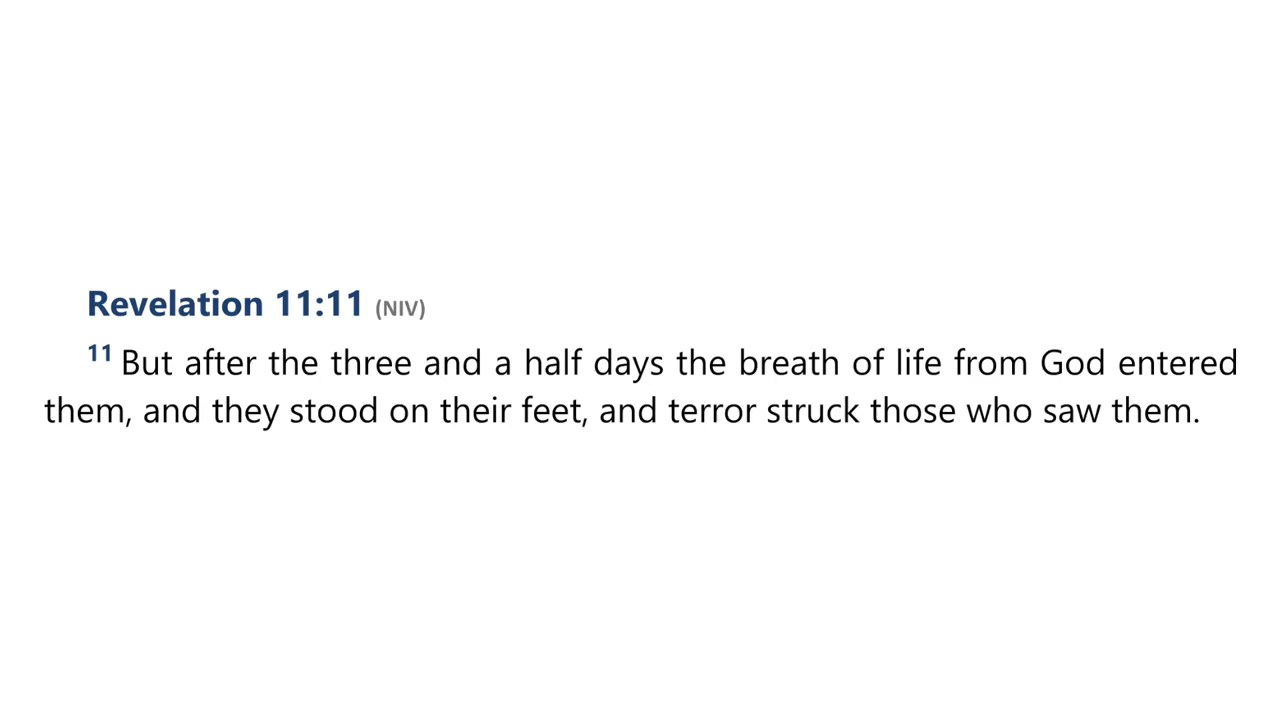 Revelation 11:11 (NIV)
11 But after the three and a half days the breath of life from God entered
them, and they stood on their feet, and terror struck those who saw them.